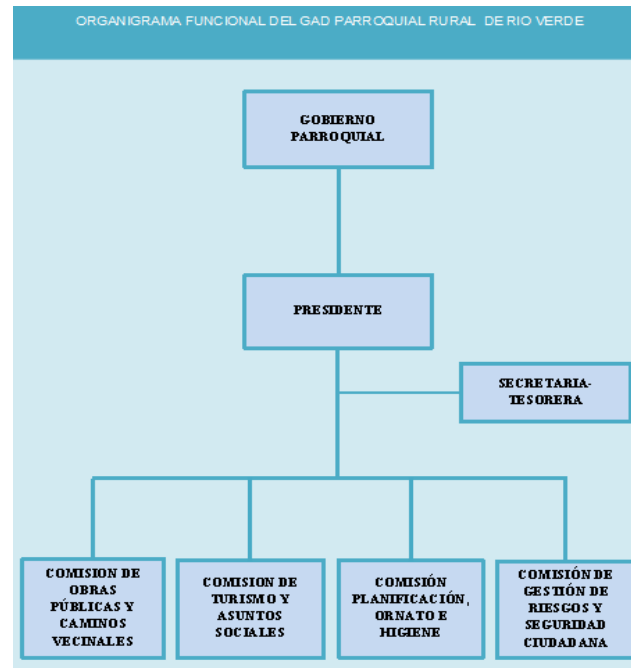 ORGANIGRAMA FUNCIONAL DEL GAD PARROQUIAL RURAL DE RIO VERDE
GOBIERNO
PARROQUIAL
PRESIDENTE
SECRETARIA-
TESORERA
COMISION DE
OBRAS
PÚBLICAS Y
CAMINOS
VECINALES
COMISION DE
TURISMO Y
ASUNTOS
SOCIALES
COMISIÓN
PLANIFICACIÓN,
ORNATO E
HIGIENE
COMISIÓN DE
GESTIÓN DE
RIESGOS Y
SEGURIDAD
CIUDADANA